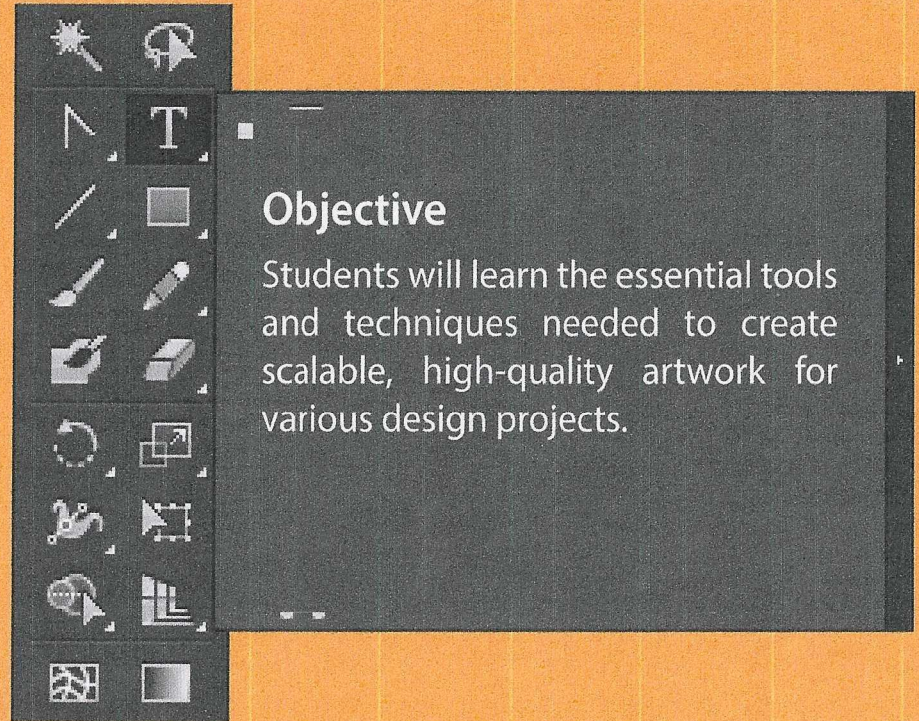 T
Objective
Students will learn the essential tools
and techniques needed to create
scalable, high-quality artwork for
various design projects.